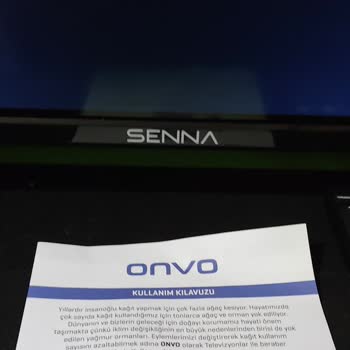 SENNA
onvo
KULLANIM KILAVUZU
Yıllardır insanoğlu kağıt yapmak için çok fazla ağaç kesiyor. Hayatımızda
çok sayıda kağıt kullandığımız için tonlarca ağaç ve orman yok ediliyor.
Dünyanın ve bizlerin geleceği için doğayı korumamız hayati önem
taşımakta çünkü iklim değişikliğinin en büyük nedenlerinden birisi de yok
edilen yağmur ormanları. Eylemlerimizi değiştirerek kağıt kullanım
sayısını azaltabilmek adına ONVO olarak Televizyonlar ile beraber